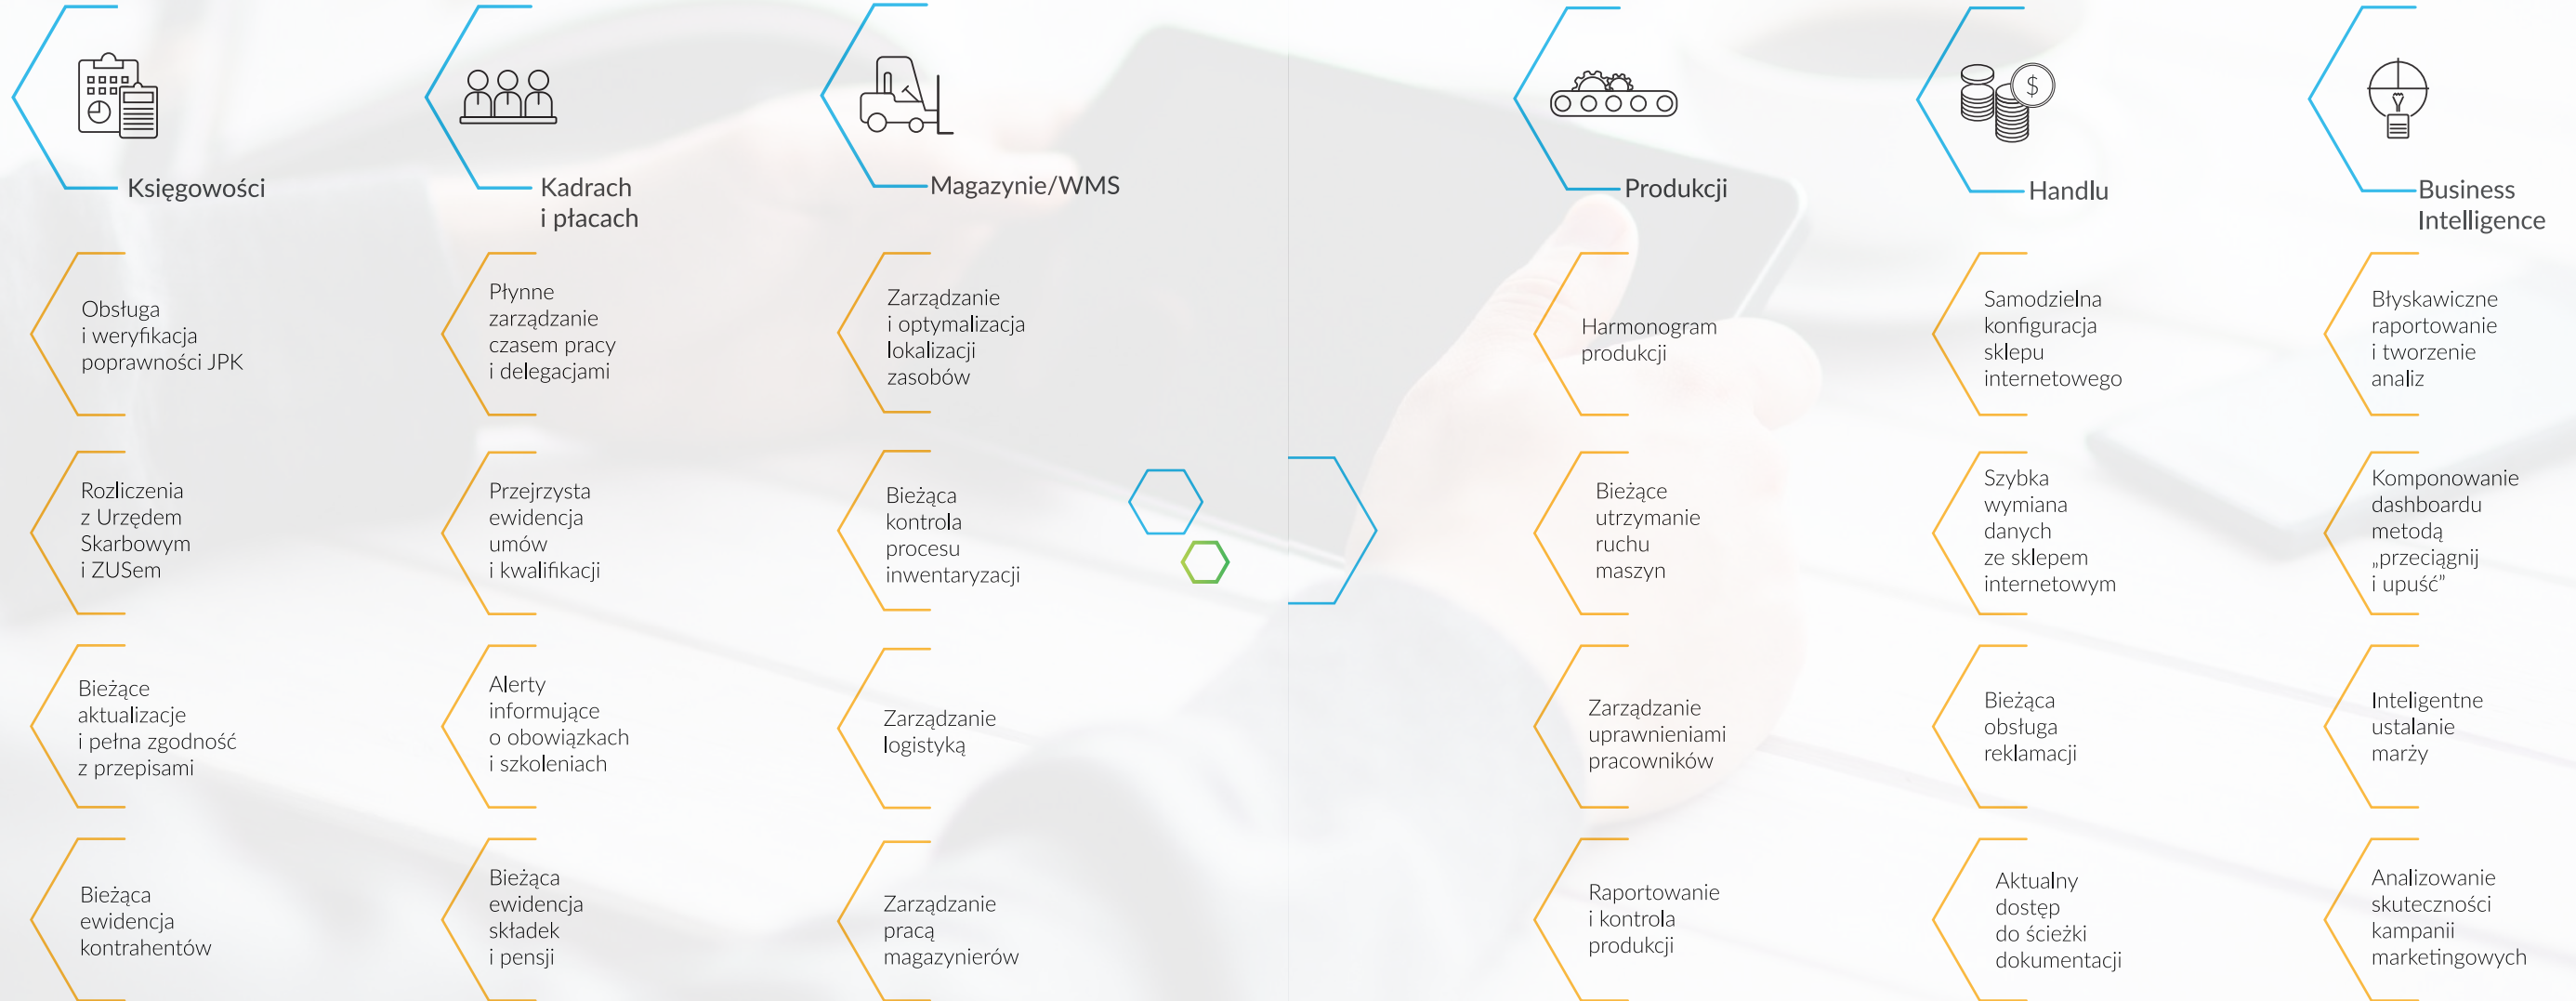 Księgowości
Obsługa
i weryfikacja
poprawności JPK
Rozliczenia
z Urzędem
Skarbowym
i ZUSem
Bieżące
aktualizacje
i pełna zgodność
z przepisami
Bieżąca
ewidencja
kontrahentów
Kadrach
i płacach
Płynne
zarządzanie
czasem pracy
i delegacjami
Przejrzysta
ewidencja
umów
i kwalifikacji
Alerty
informujące
o obowiązkach
i szkoleniach
Bieżąca
ewidencja
składek
i pensji
Magazynie/WMS
Zarządzanie
i optymalizacja
lokalizacji
zasobów
Bieżąca
kontrola
procesu
inwentaryzacji
Zarządzanie
logistyką
Zarządzanie
pracą
magazynierów
Produkcji
Harmonogram
produkcji
Bieżące
utrzymanie
ruchu
maszyn
Zarządzanie
uprawnieniami
pracowników
Raportowanie
i kontrola
produkcji
$
Handlu
Samodzielna
konfiguracja
sklepu
internetowego
Szybka
wymiana
danych
ze sklepem
internetowym
Bieżąca
obsługa
reklamacji
Aktualny
dostęp
do ścieżki
dokumentacji
Business
Intelligence
Błyskawiczne
raportowanie
i tworzenie
analiz
Komponowanie
dashboardu
metodą
„przeciągnij
i upuść”
Inteligentne
ustalanie
marży
Analizowanie
skuteczności
kampanii
marketingowych